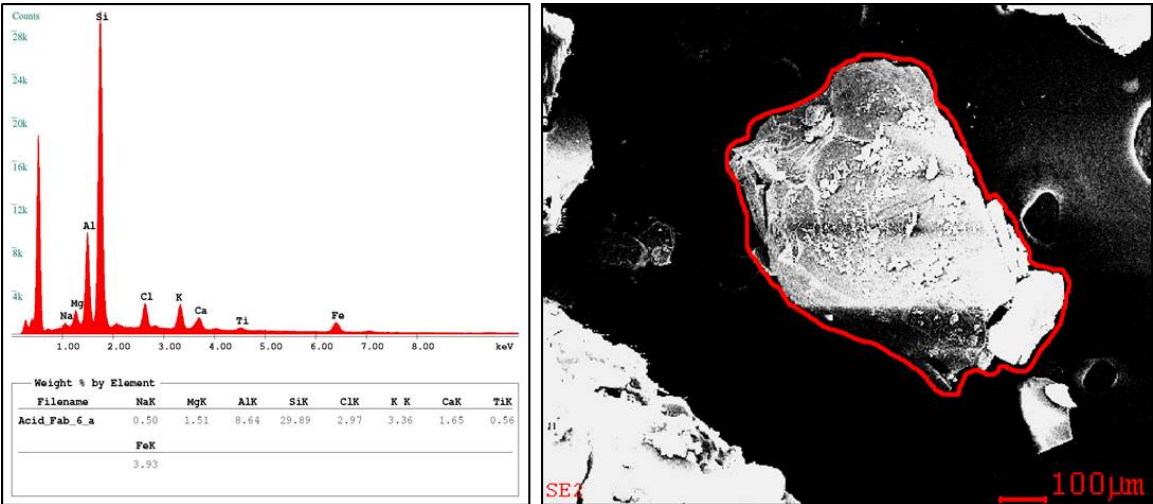 Counts
Si
28k
24k
20k
16k
12k
Al
8k
4k
Na Mg Cl K Ca Ti Fe
1.00 2.00 3.00 4.00 5.00 6.00 7.00 8.00 keV
Weight % by Element
Filename NaK MgK AlK SiK ClK K K CaK TiK
Acid_Fab_6_a 0.50 1.51 8.64 29.89 2.97 3.36 1.65 0.56
FeK
3.93
SE2
100µm